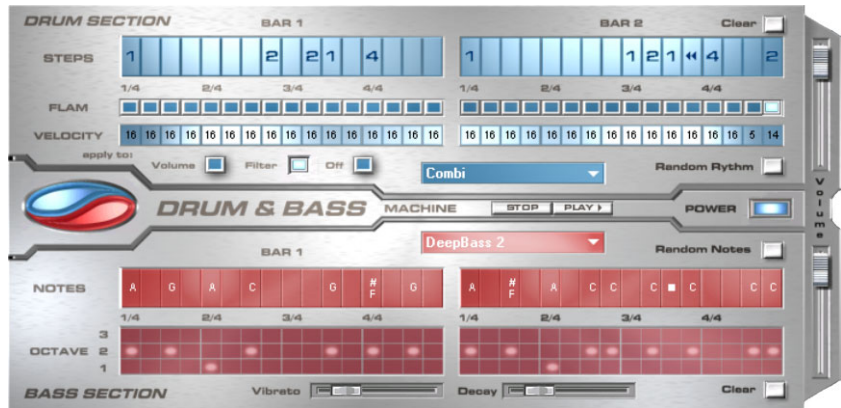 DRUM SECTION BAR 1 BAR 2 Clear
STEPS 1 2 2 1 4 1 1 2 1 4 2
1/4 2/4 3/4 4/4 1/4 2/4 3/4 4/4
FLAM
VELOCITY 16 16 16 16 16 16 16 16 16 16 16 16 16 16 16 16 16 16 16 16 16 16 16 16 16 16 16 16 16 16 5 14
apply to: Volume Filter Off Combi Random Rythm
DRUM & BASS MACHINE STOP PLAY POWER
Volume
BAR 1 DeepBass 2 Random Notes
NOTES A G A C G # F G A # F A C C C C C C
1/4 2/4 3/4 4/4 1/4 2/4 3/4 4/4
3
OCTAVE 2
1
BASS SECTION Vibrato Decay Clear